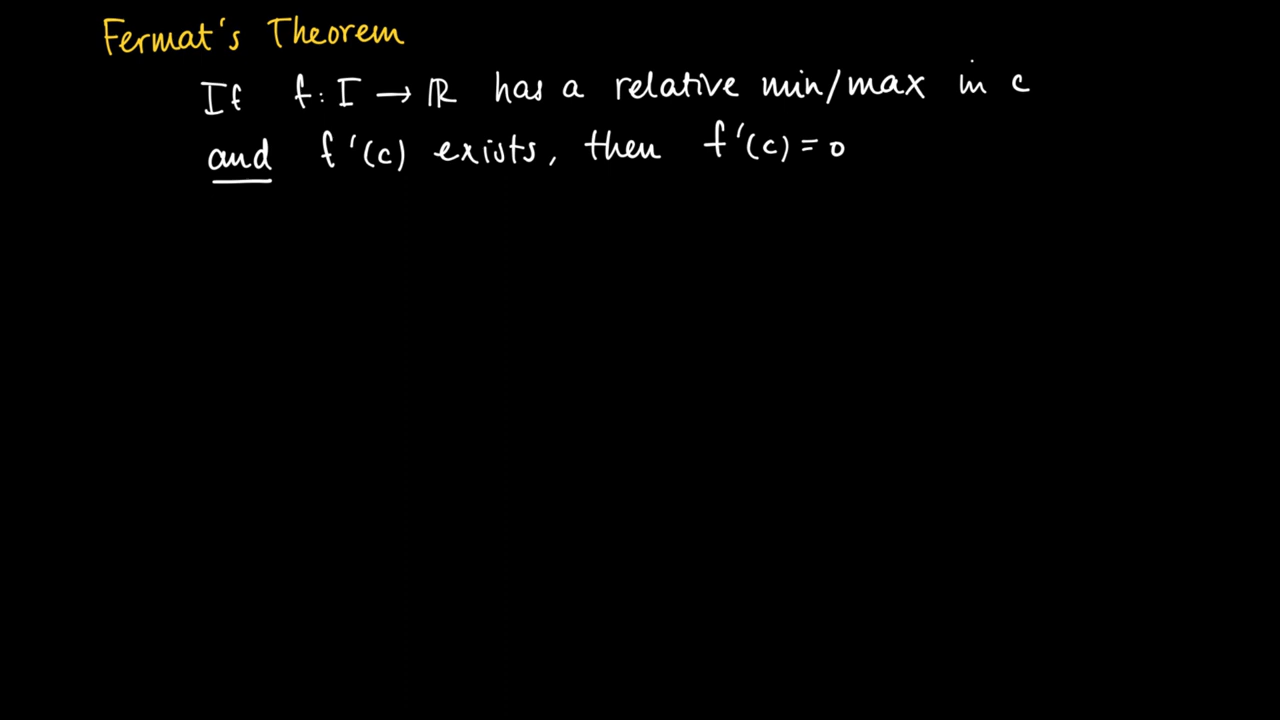 Fermat's Theorem
If f: I → ℝ has a relative min/max in c
and f'(c) exists, then f'(c) = 0